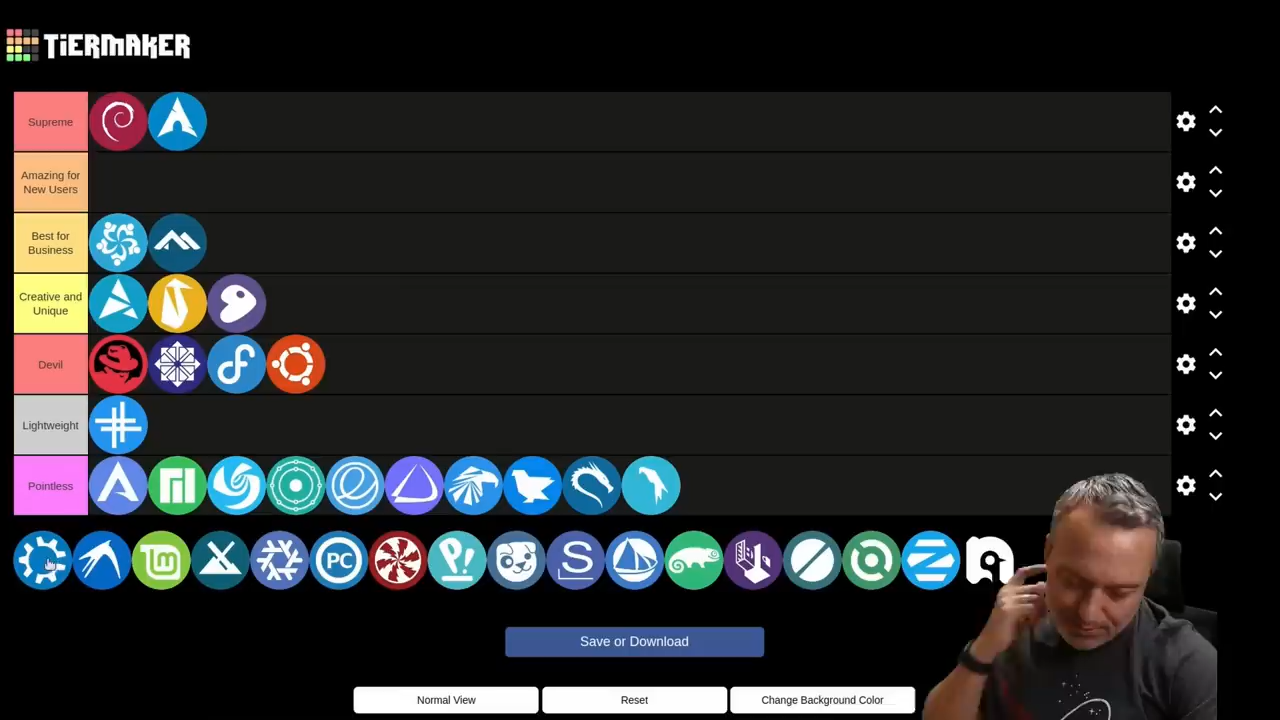 TiERMAKER
Supreme
Amazing for
New Users
Best for
Business
Creative and
Unique
Devil
Lightweight
Pointless
PC
P!
S
Save or Download
Normal View
Reset
Change Background Color